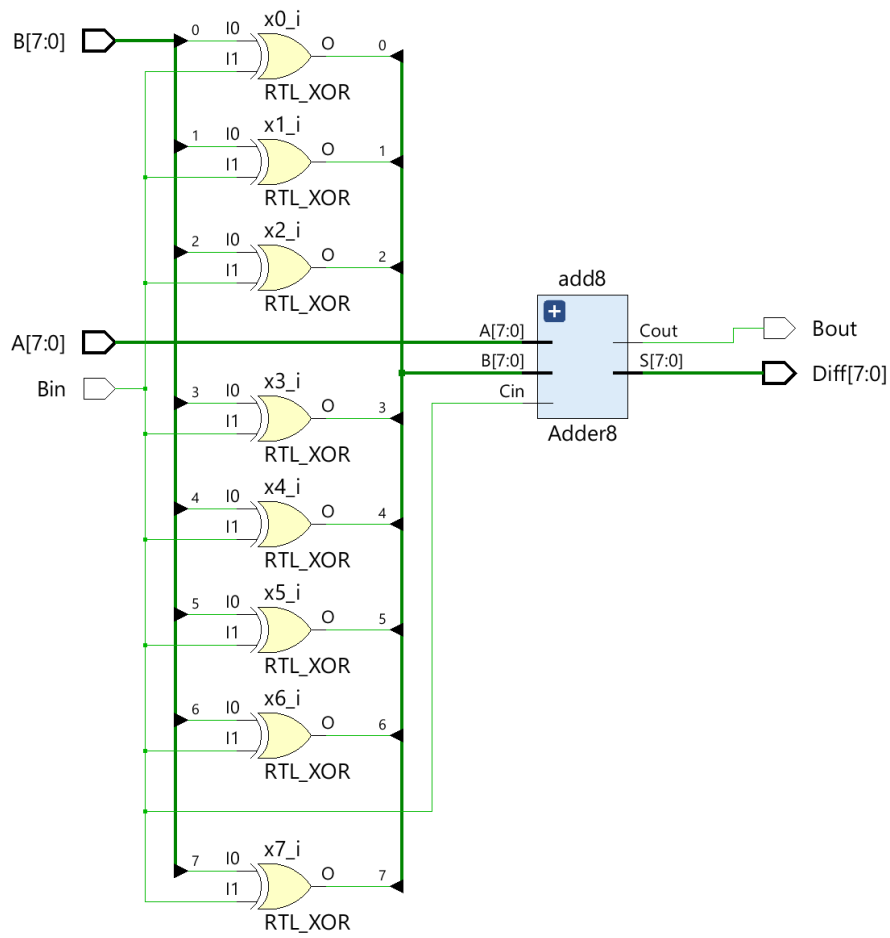 B[7:0]
0
I0
I1
x0_i
O
0
RTL_XOR
1
I0
I1
x1_i
O
1
RTL_XOR
2
I0
I1
x2_i
O
2
RTL_XOR
add8
A[7:0]
A[7:0]
Cout
Bout
B[7:0]
S[7:0]
Diff[7:0]
Bin
Cin
Adder8
3
I0
I1
x3_i
O
3
RTL_XOR
4
I0
I1
x4_i
O
4
RTL_XOR
5
I0
I1
x5_i
O
5
RTL_XOR
6
I0
I1
x6_i
O
6
RTL_XOR
7
I0
I1
x7_i
O
7
RTL_XOR